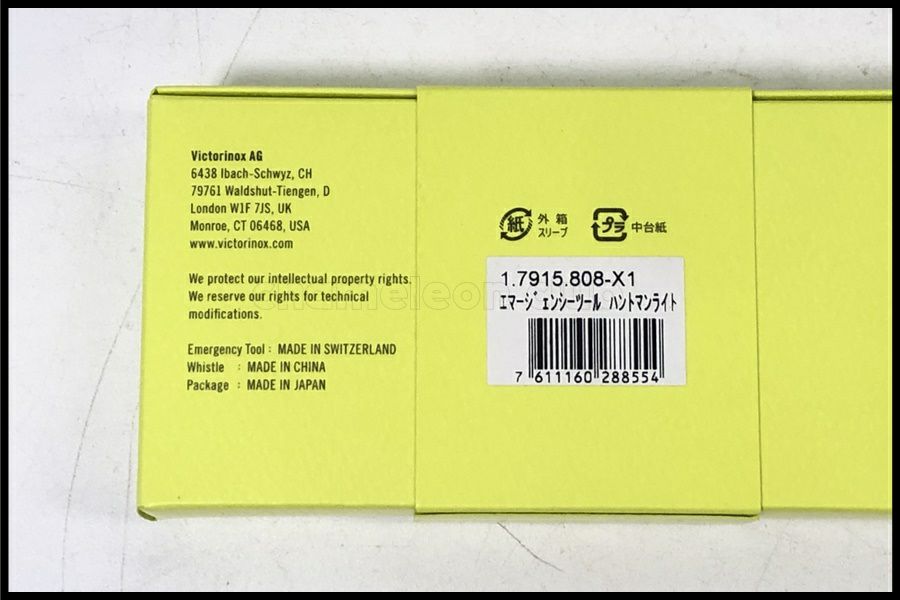 Victorinox AG
6438 Ibach-Schwyz, CH
79761 Waldshut-Tiengen, D
London W1F 7JS, UK
Monroe, CT 06468, USA
www.victorinox.com
We protect our intellectual property rights.
We reserve our rights for technical
modifications.
Emergency Tool : MADE IN SWITZERLAND
Whistle : MADE IN CHINA
Package : MADE IN JAPAN
紙 外箱
スリーブ
プラ 中台紙
1.7915.808-X1
ｴﾏｰｼﾞｪﾝｼｰﾂｰﾙ ﾊﾝﾄﾏﾝﾗｲﾄ
7 611160 288554